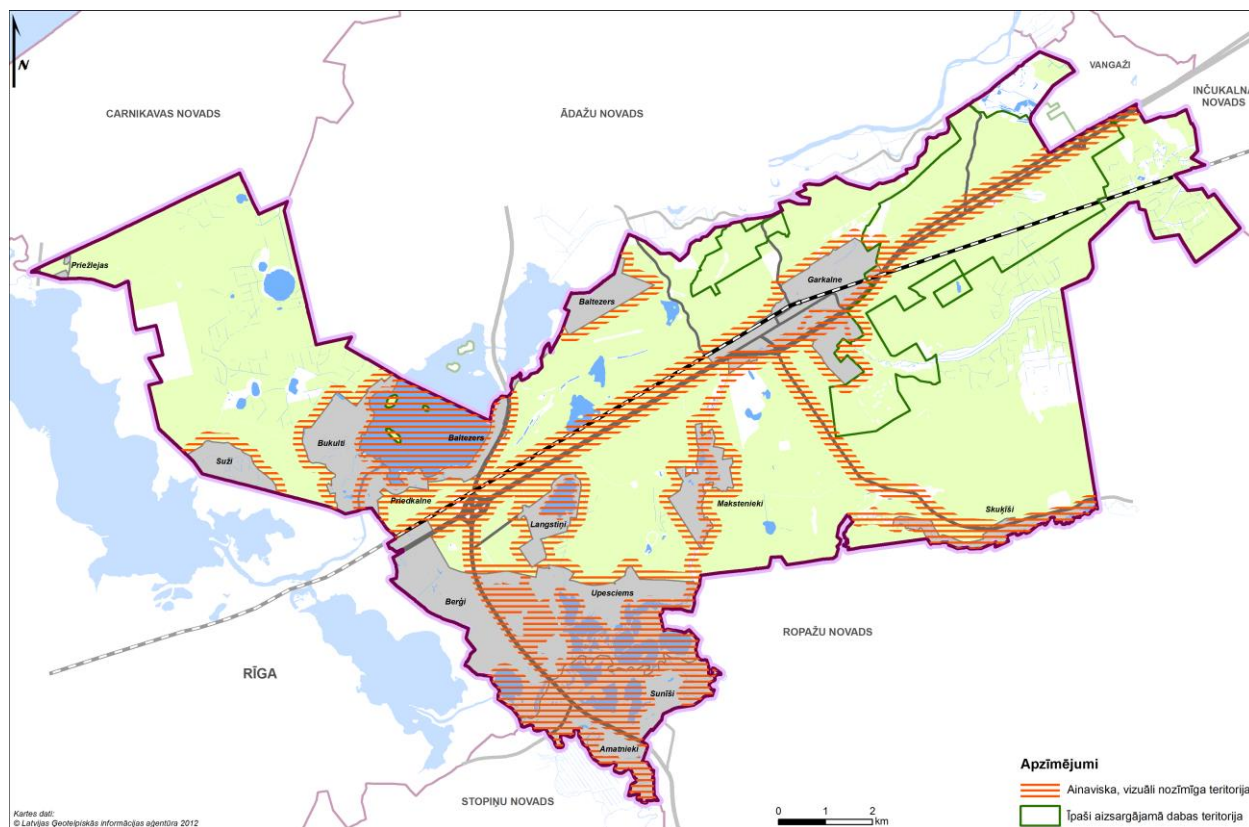 N
VANGAŽI
INČUKALNA
NOVADS
CARNIKAVAS NOVADS
ĀDAŽU NOVADS
Priežlejas
Garkalne
Baltezers
Bukulti
Baltezers
Suži
Priedkalne
Langstiņi
Makstenieki
Skuķīši
Berģi
Upesciems
ROPAŽU NOVADS
RĪGA
Sunīši
Amatnieki
STOPIŅU NOVADS
Apzīmējumi
Ainaviska, vizuāli nozīmīga teritorija
Īpaši aizsargājamā dabas teritorija
0 1 2
km
Kartes dati:
© Latvijas Ģeotelpiskās informācijas aģentūra 2012